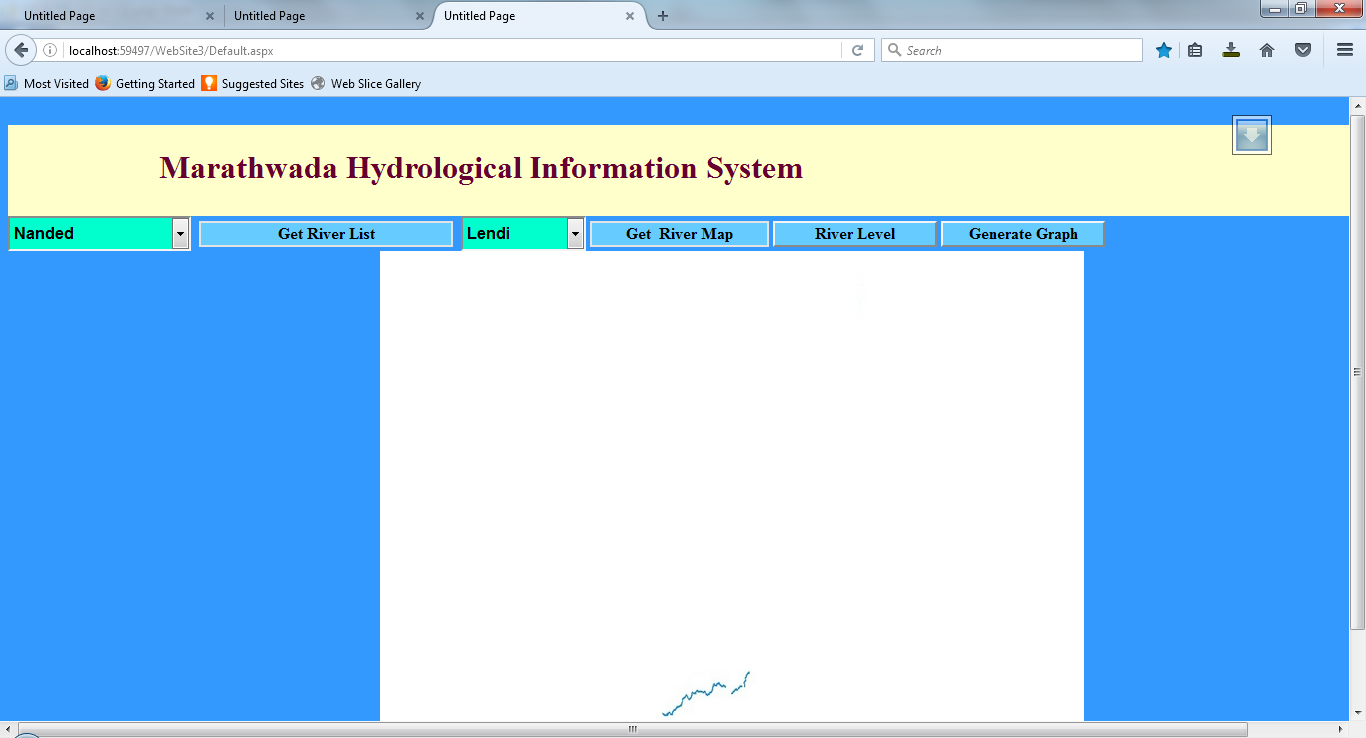 Untitled Page
Untitled Page
Untitled Page
localhost:59497/WebSite3/Default.aspx
Search
Most Visited Getting Started Suggested Sites Web Slice Gallery
Marathwada Hydrological Information System
Nanded Get River List Lendi Get River Map River Level Generate Graph